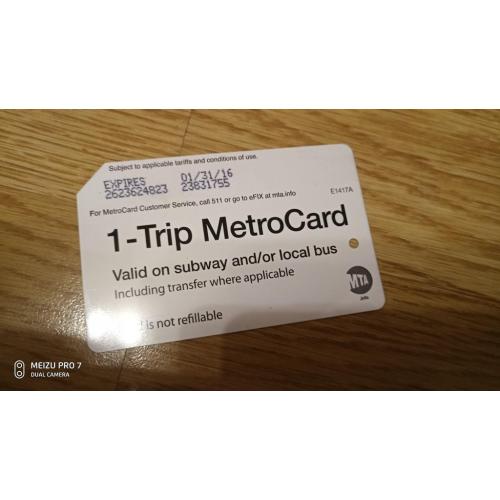 Subject to applicable tariffs and conditions of use.
EXPIRES 01/31/16
2623624823 23831755
For MetroCard Customer Service, call 511 or go to eFIX at mta.info
E1417A
1-Trip MetroCard
Valid on subway and/or local bus
Including transfer where applicable
MTA
is not refillable
MEIZU PRO 7
DUAL CAMERA